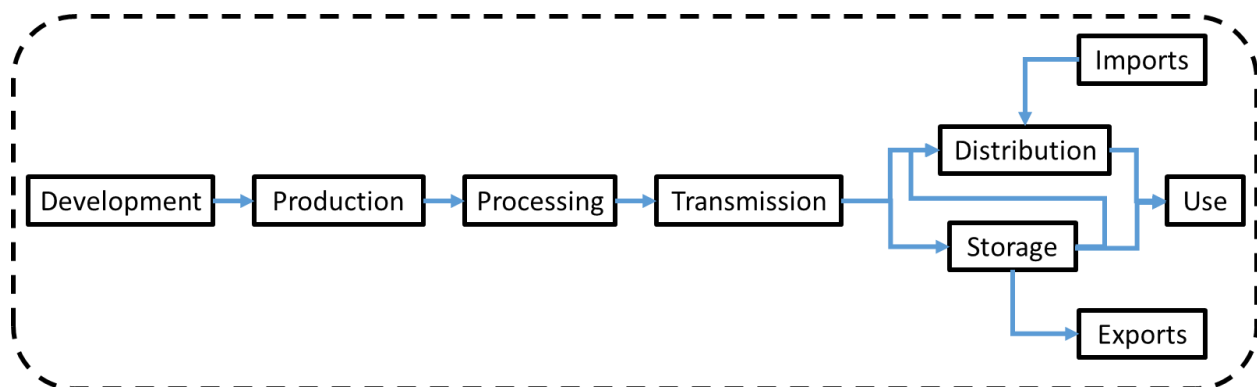 Imports
Distribution
Development
Production
Processing
Transmission
Use
Storage
Exports